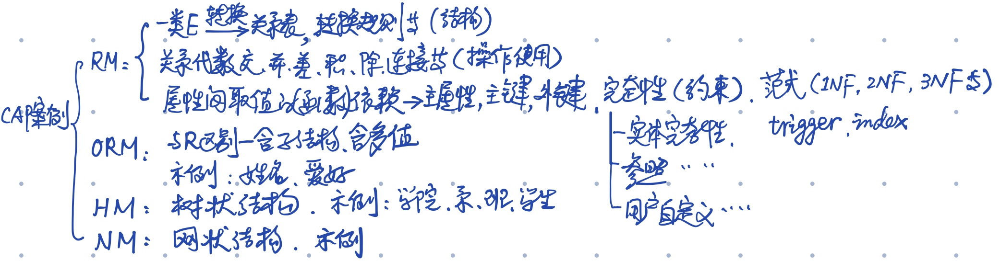 一类E 转换→ 关系表, 转换规则等 (结构)
RM: 关系代数交、并、差、积、除、连接等 (操作使用)
属性间取值 (函数) 依赖→主属性, 主键, 外键、完整性 (约束)、范式 (1NF, 2NF, 3NF等)
CAP案例
trigger、index
实体完整性、
ORM: 与R区别一含子结构、含多值
参照……
示例: 姓名、爱好
HM: 树状结构. 示例: 学院、系、班、学生
用户自定义……
NM: 网状结构. 示例